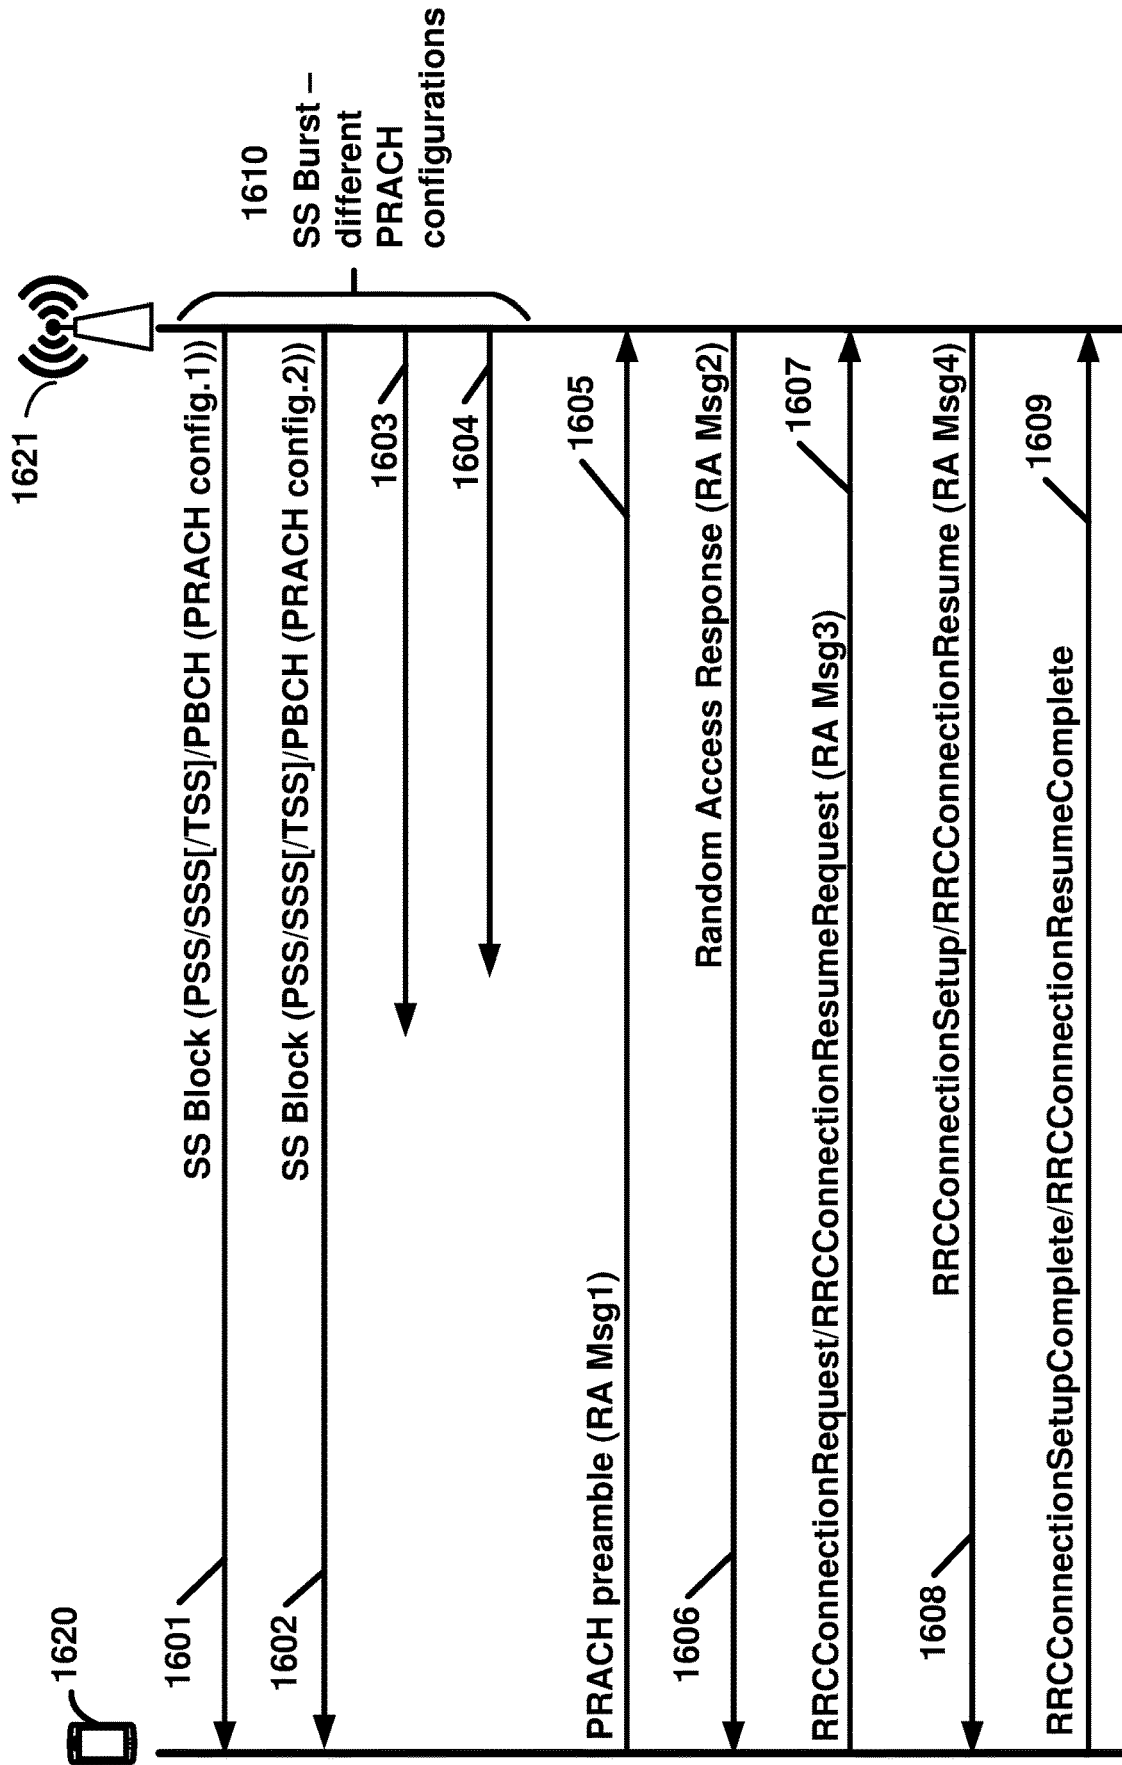 1620
1621
1610
SS Burst –
different
PRACH
configurations
SS Block (PSS/SSS[/TSS]/PBCH (PRACH config.1))
1601
SS Block (PSS/SSS[/TSS]/PBCH (PRACH config.2))
1602
1603
1604
PRACH preamble (RA Msg1)
1605
Random Access Response (RA Msg2)
1606
RRCConnectionRequest/RRCConnectionResumeRequest (RA Msg3)
1607
RRCConnectionSetup/RRCConnectionResume (RA Msg4)
1608
RRCConnectionSetupComplete/RRCConnectionResumeComplete
1609